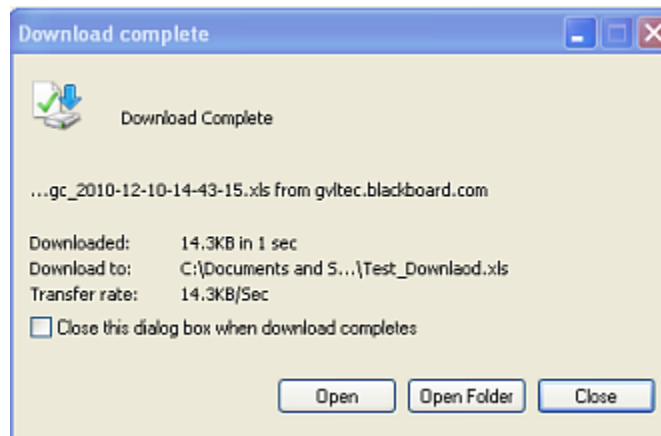 Download complete
Download Complete
...gc_2010-12-10-14-43-15.xls from gvltec.blackboard.com
Downloaded: 14.3KB in 1 sec
Download to: C:\Documents and S...\Test_Downlaod.xls
Transfer rate: 14.3KB/Sec
Close this dialog box when download completes
Open Open Folder Close